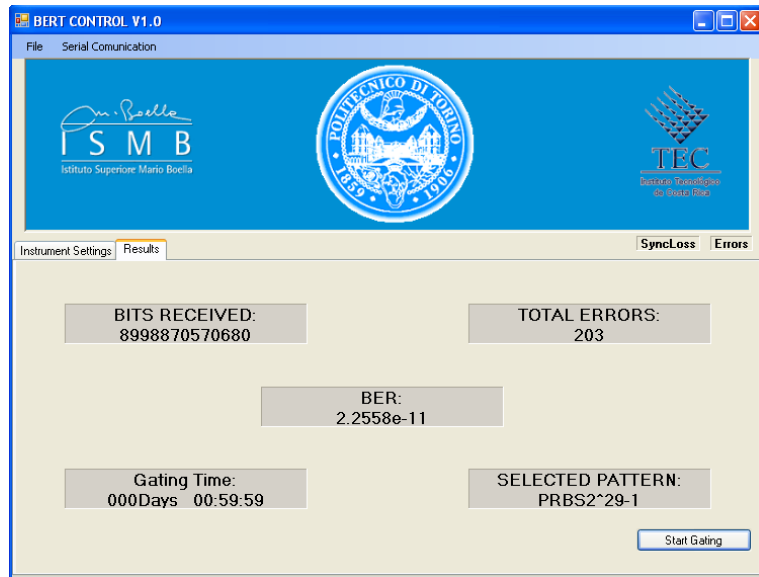 BERT CONTROL V1.0
File Serial Comunication
m. Boella
ISMB
Istituto Superiore Mario Boella
POLITECNICO DI TORINO
1859 1906
TEC
Instituto Tecnológico
de Costa Rica
SyncLoss Errors
Instrument Settings Results
BITS RECEIVED:
8998870570680
TOTAL ERRORS:
203
BER:
2.2558e-11
Gating Time:
000Days 00:59:59
SELECTED PATTERN:
PRBS2^29-1
Start Gating